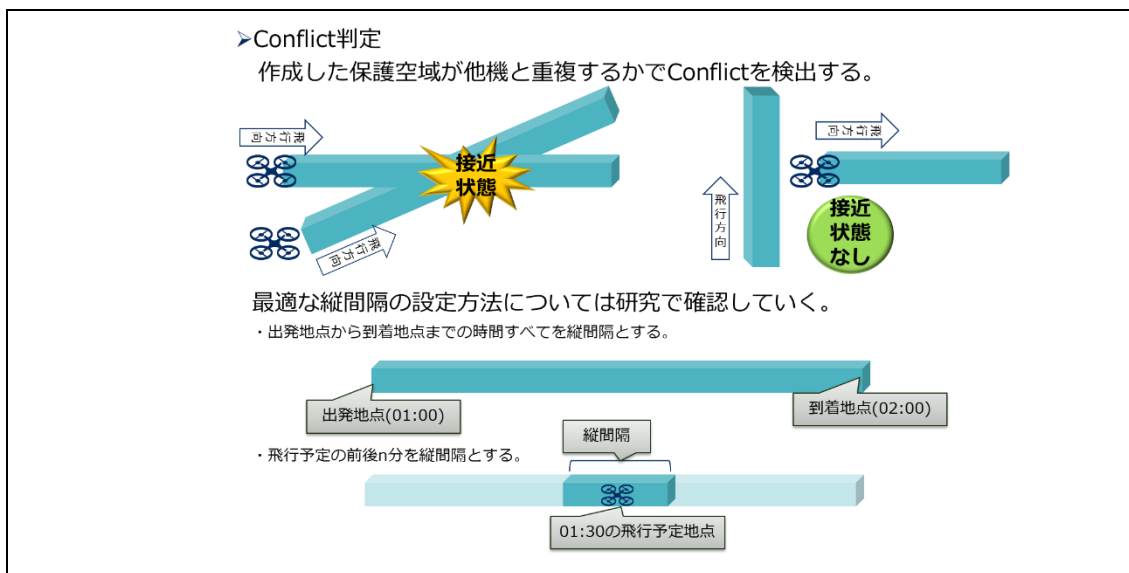 ➢Conflict判定
作成した保護空域が他機と重複するかでConflictを検出する。
飛行方向
飛行方向
接近
状態
飛行方向
飛行方向
接近
状態
なし
最適な縦間隔の設定方法については研究で確認していく。
・出発地点から到着地点までの時間すべてを縦間隔とする。
出発地点(01:00)
到着地点(02:00)
縦間隔
・飛行予定の前後n分を縦間隔とする。
01:30の飛行予定地点